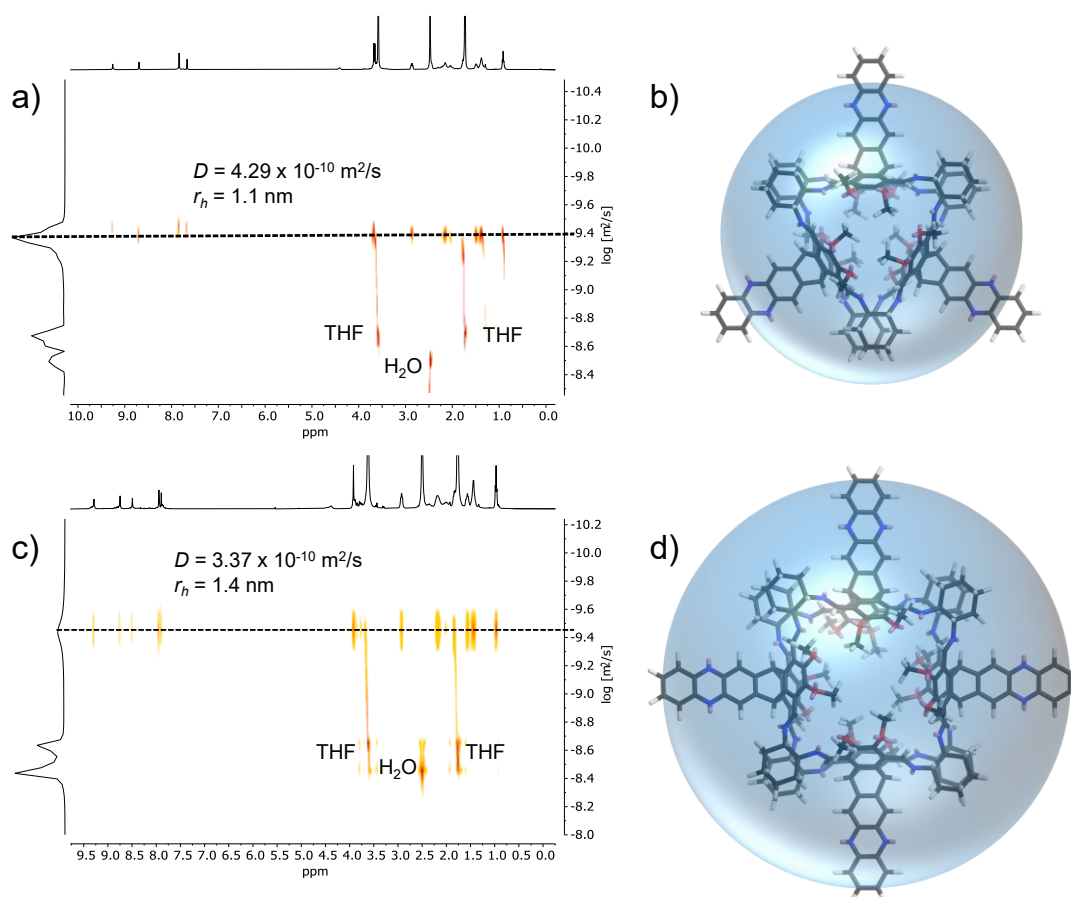 a)
-10.4
-10.2
-10.0
-9.8
-9.6
-9.4
-9.2
-9.0
-8.8
-8.6
-8.4
log [m²/s]
D = 4.29 x 10⁻¹⁰ m²/s
r_h = 1.1 nm
THF
H₂O
THF
10.0 9.0 8.0 7.0 6.0 5.0 4.0 3.0 2.0 1.0 0.0
ppm
b)
c)
-10.2
-10.0
-9.8
-9.6
-9.4
-9.2
-9.0
-8.8
-8.6
-8.4
-8.2
-8.0
log [m²/s]
D = 3.37 x 10⁻¹⁰ m²/s
r_h = 1.4 nm
THF
H₂O
THF
9.5 9.0 8.5 8.0 7.5 7.0 6.5 6.0 5.5 5.0 4.5 4.0 3.5 3.0 2.5 2.0 1.5 1.0 0.5 0.0
ppm
d)